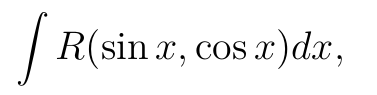 ∫ R(sin x, cos x)dx,